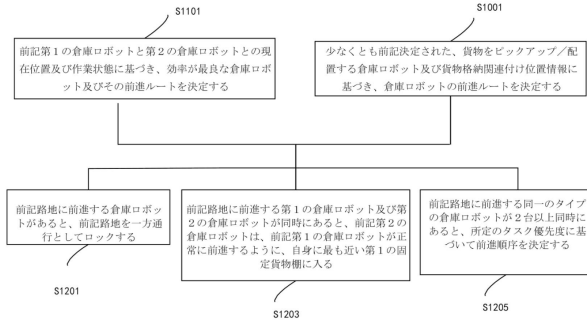 S1101
S1001
前記第1の倉庫ロボットと第2の倉庫ロボットとの現
在位置及び作業状態に基づき、効率が最良な倉庫ロボ
ット及びその前進ルートを決定する
少なくとも前記決定された、貨物をピックアップ／配
置する倉庫ロボット及び貨物格納関連付け位置情報に
基づき、倉庫ロボットの前進ルートを決定する
前記路地に前進する倉庫ロボッ
トがあると、前記路地を一方通
行としてロックする
前記路地に前進する第1の倉庫ロボット及び第
2の倉庫ロボットが同時にあると、前記第2の
倉庫ロボットは、前記第1の倉庫ロボットが正
常に前進するように、自身に最も近い第1の固
定貨物棚に入る
前記路地に前進する同一のタイプ
の倉庫ロボットが2台以上同時に
あると、所定のタスク優先度に基
づいて前進順序を決定する
S1201
S1203
S1205